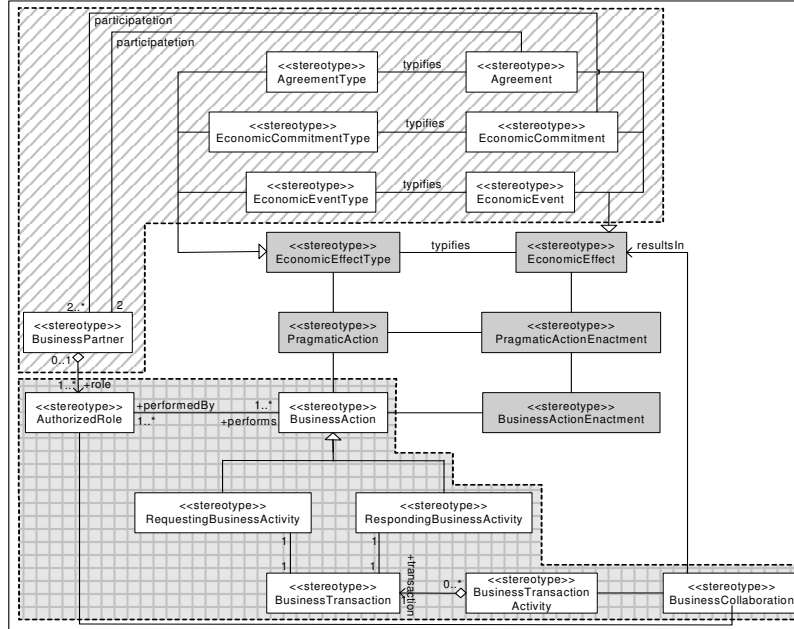 participatetion
participatetion
<<stereotype>>
AgreementType
typifies
<<stereotype>>
Agreement
<<stereotype>>
EconomicCommitmentType
typifies
<<stereotype>>
EconomicCommitment
<<stereotype>>
EconomicEventType
typifies
<<stereotype>>
EconomicEvent
<<stereotype>>
EconomicEffectType
typifies
<<stereotype>>
EconomicEffect
resultsIn
2..*
2
<<stereotype>>
BusinessPartner
<<stereotype>>
PragmaticAction
<<stereotype>>
PragmaticActionEnactment
0..1
1..*
+role
<<stereotype>>
AuthorizedRole
+performedBy
1..*
1..*
+performs
<<stereotype>>
BusinessAction
<<stereotype>>
BusinessActionEnactment
<<stereotype>>
RequestingBusinessActivity
<<stereotype>>
RespondingBusinessActivity
1
1
1
1
<<stereotype>>
BusinessTransaction
+transaction
1
0..*
<<stereotype>>
BusinessTransaction
Activity
<<stereotype>>
BusinessCollaboration